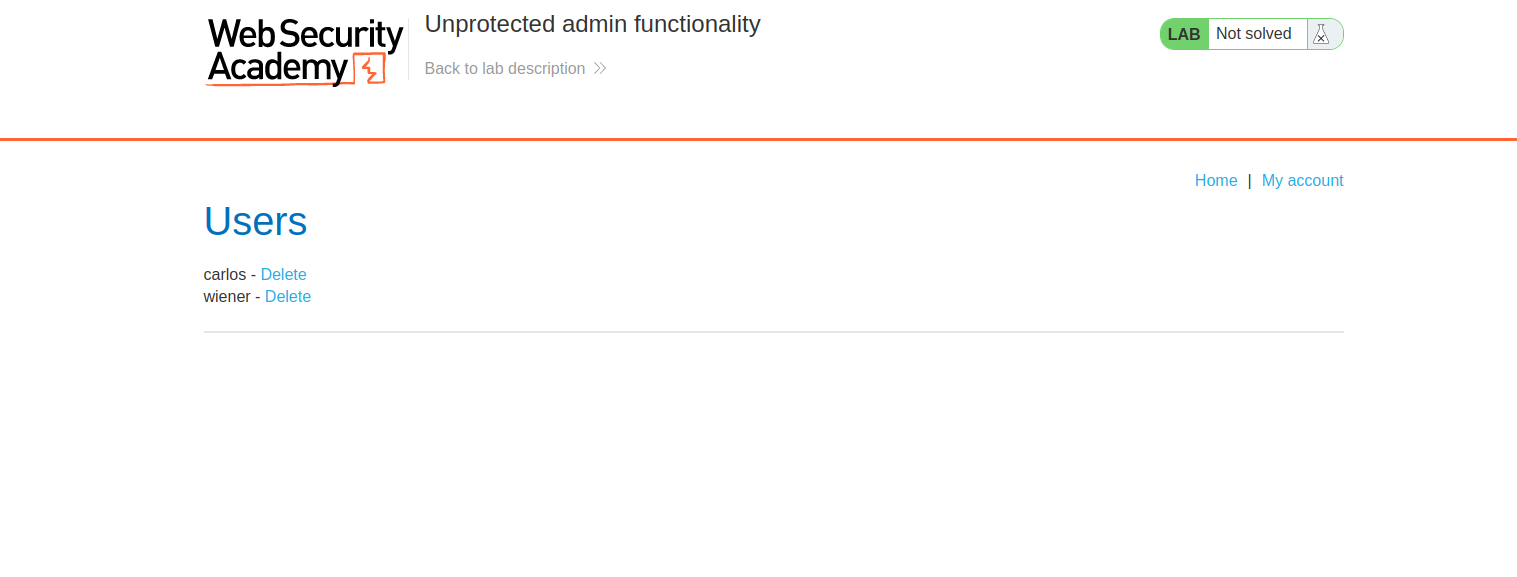 Web Security
Academy
Unprotected admin functionality
Back to lab description
LAB Not solved
Home | My account
Users
carlos - Delete
wiener - Delete